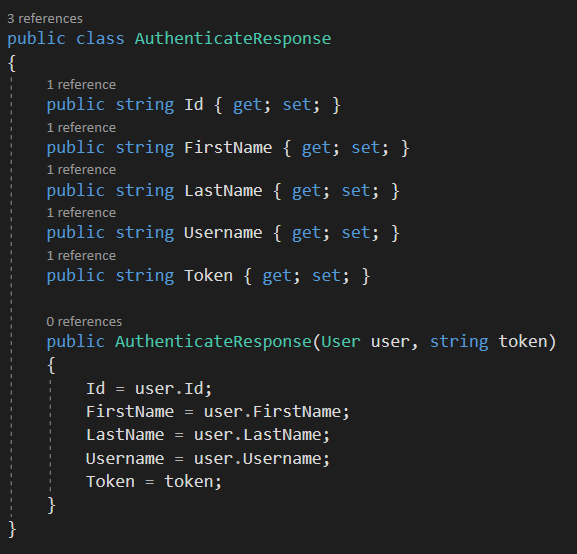 3 references
public class AuthenticateResponse
{
1 reference
public string Id { get; set; }
1 reference
public string FirstName { get; set; }
1 reference
public string LastName { get; set; }
1 reference
public string Username { get; set; }
1 reference
public string Token { get; set; }
0 references
public AuthenticateResponse(User user, string token)
{
Id = user.Id;
FirstName = user.FirstName;
LastName = user.LastName;
Username = user.Username;
Token = token;
}
}